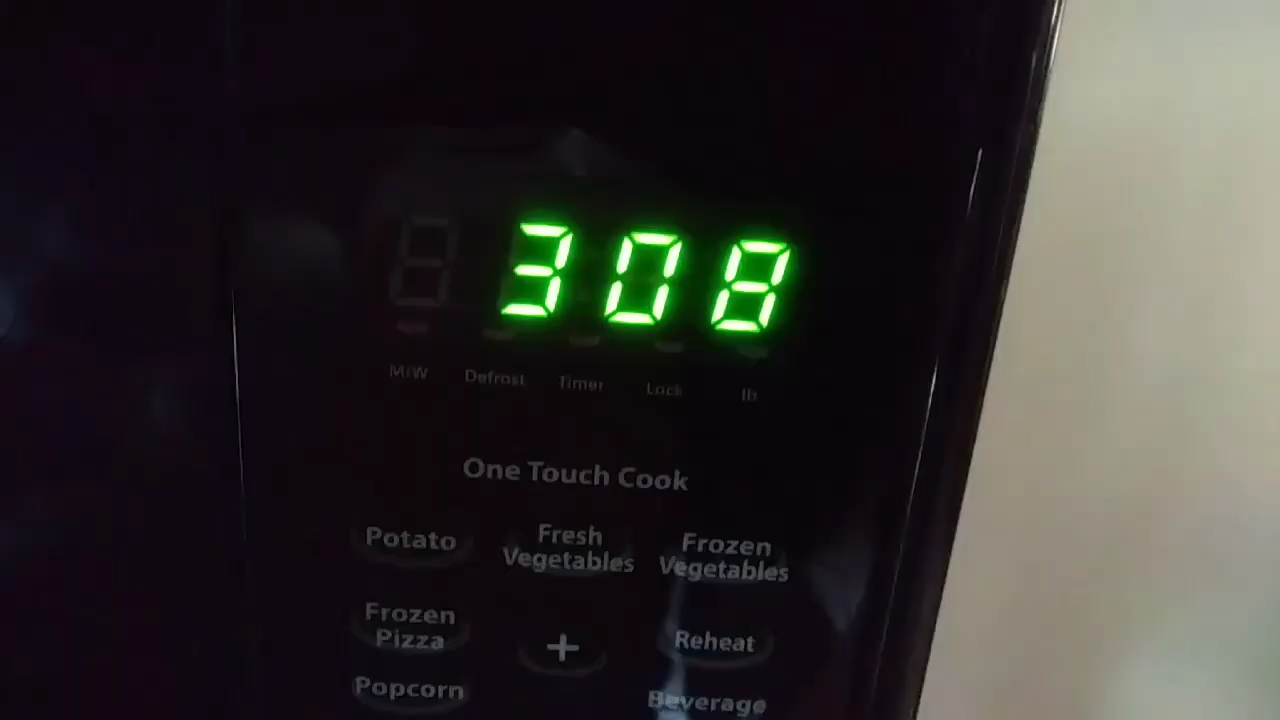 308
M/W Defrost Timer Lock lb
One Touch Cook
Potato
Fresh
Vegetables
Frozen
Vegetables
Frozen
Pizza
+
Reheat
Popcorn
Beverage